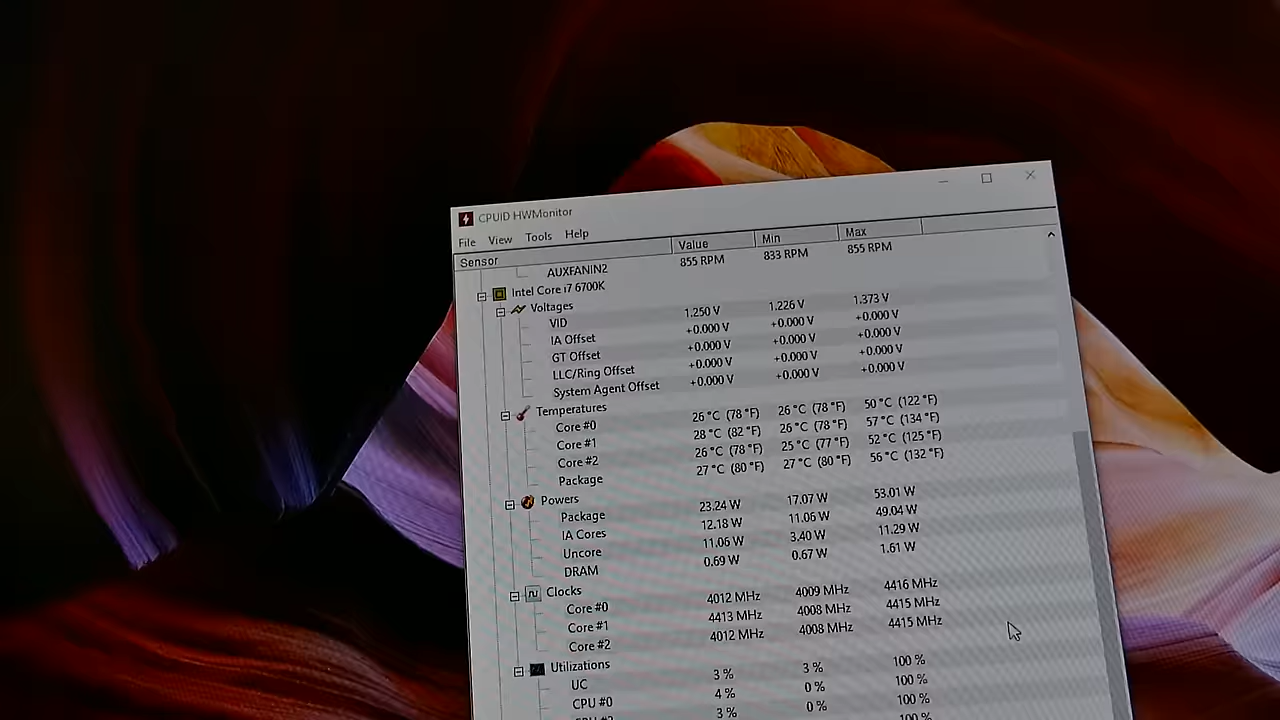 CPUID HWMonitor
File View Tools Help
Sensor Value Min Max
AUXFANIN2 855 RPM 833 RPM 855 RPM
Intel Core i7 6700K
Voltages
VID 1.250 V 1.226 V 1.373 V
IA Offset +0.000 V +0.000 V +0.000 V
GT Offset +0.000 V +0.000 V +0.000 V
LLC/Ring Offset +0.000 V +0.000 V +0.000 V
System Agent Offset +0.000 V +0.000 V +0.000 V
Temperatures
Core #0 26 °C (78 °F) 26 °C (78 °F) 50 °C (122 °F)
Core #1 28 °C (82 °F) 26 °C (78 °F) 57 °C (134 °F)
Core #2 26 °C (78 °F) 25 °C (77 °F) 52 °C (125 °F)
Package 27 °C (80 °F) 27 °C (80 °F) 56 °C (132 °F)
Powers
Package 23.24 W 17.07 W 53.01 W
IA Cores 12.18 W 11.06 W 49.04 W
Uncore 11.06 W 3.40 W 11.29 W
DRAM 0.69 W 0.67 W 1.61 W
Clocks
Core #0 4012 MHz 4009 MHz 4416 MHz
Core #1 4413 MHz 4008 MHz 4415 MHz
Core #2 4012 MHz 4008 MHz 4415 MHz
Utilizations
UC 3 % 3 % 100 %
CPU #0 4 % 0 % 100 %
3 % 0 % 100 %